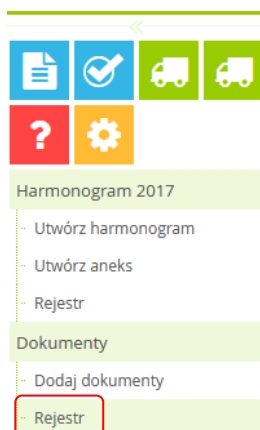 ?
Harmonogram 2017
Utwórz harmonogram
Utwórz aneks
Rejestr
Dokumenty
Dodaj dokumenty
Rejestr